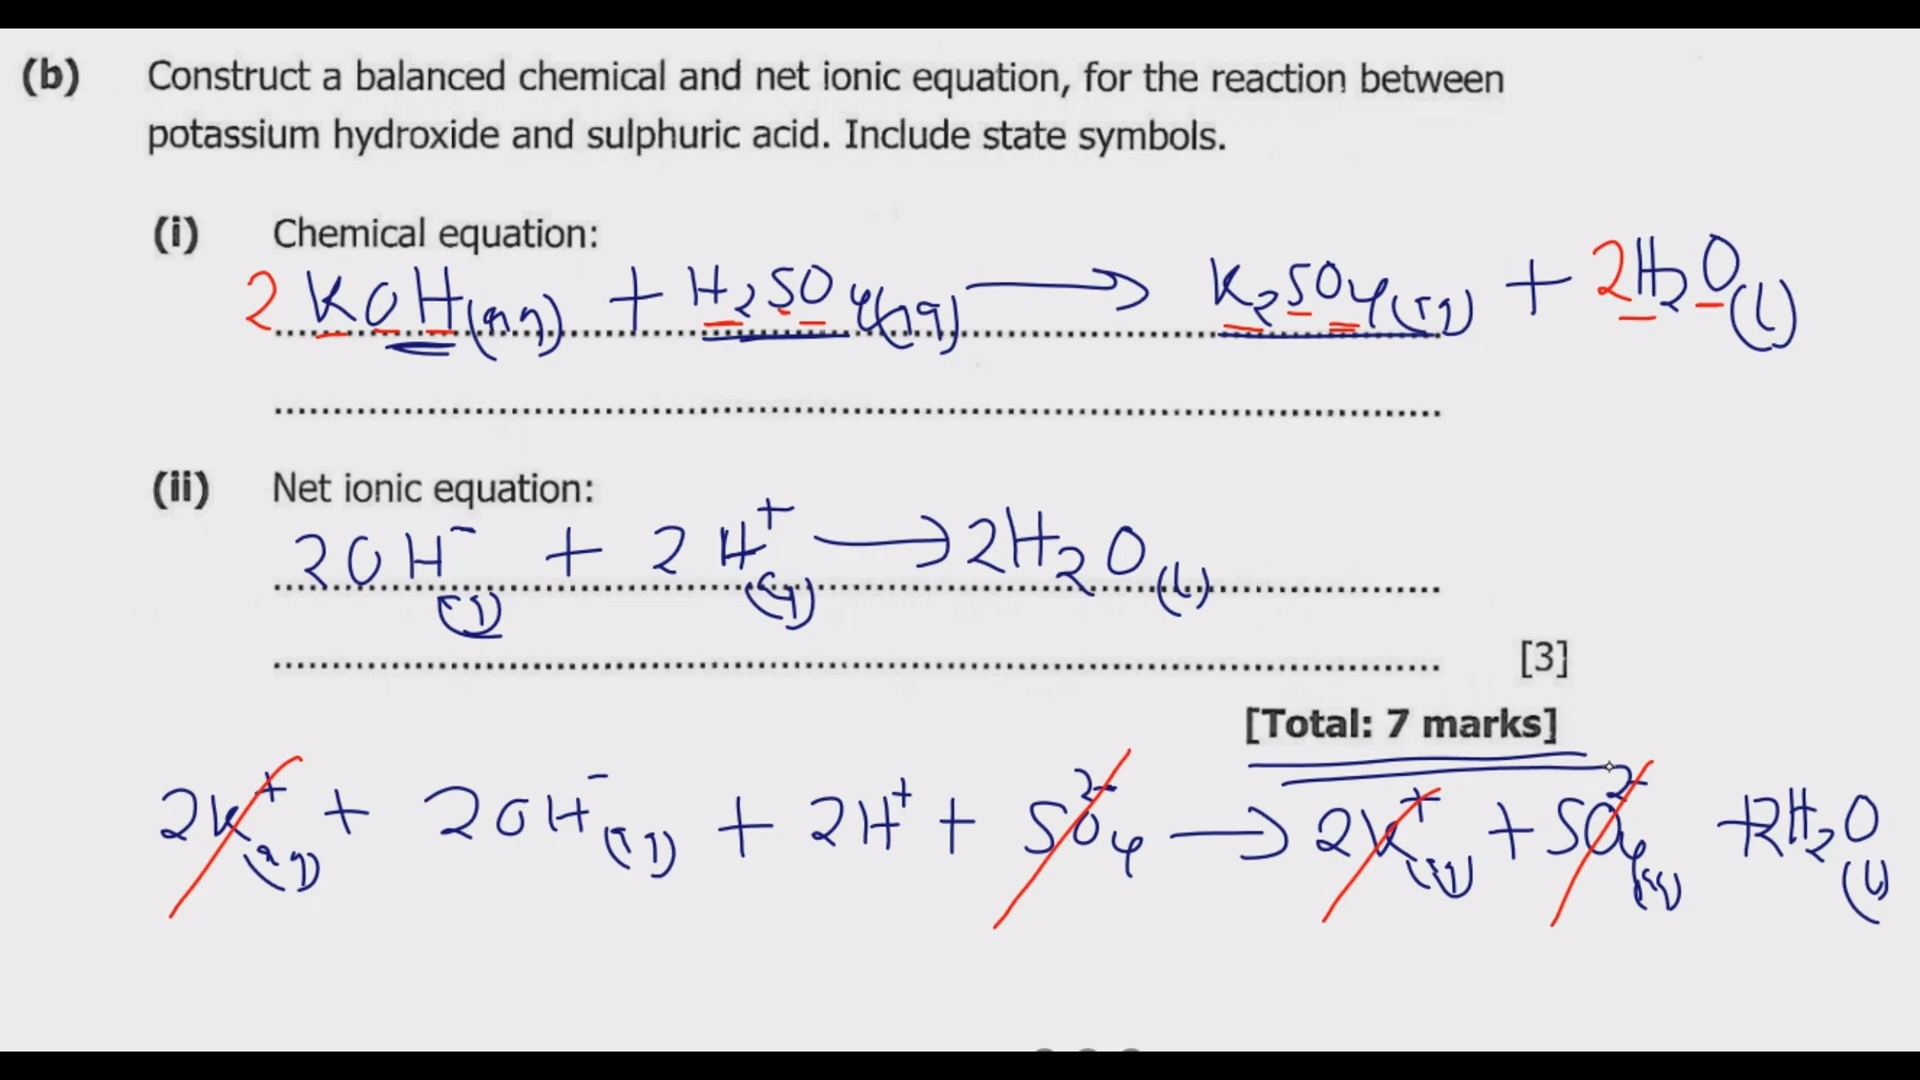 (b) Construct a balanced chemical and net ionic equation, for the reaction between
potassium hydroxide and sulphuric acid. Include state symbols.
(i) Chemical equation:
2KOH(aq) + H₂SO₄(aq) → K₂SO₄(aq) + 2H₂O(l)
(ii) Net ionic equation:
2OH⁻(aq) + 2H⁺(aq) → 2H₂O(l)
[3]
[Total: 7 marks]
2K⁺(aq) + 2OH⁻(aq) + 2H⁺ + SO₄²⁻ → 2K⁺(aq) + SO₄²⁻(aq) + 2H₂O(l)